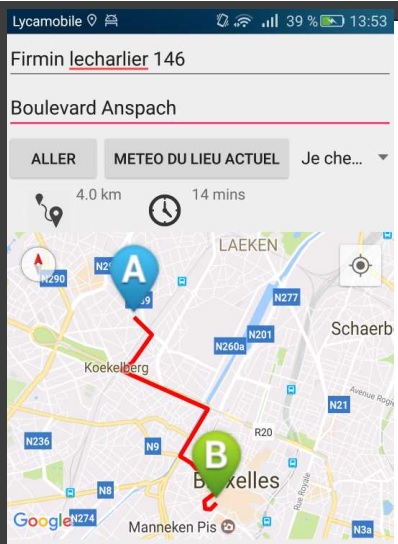 Lycamobile 39 % 13:53
Firmin lecharlier 146
Boulevard Anspach
ALLER METEO DU LIEU ACTUEL Je che...
4.0 km 14 mins
LAEKEN
N290
A
N277
N201
Schaerb
N260a
Koekelberg
Avenue Rogi
N21
R20
N236
N9
B
Bruxelles
N8
Rue Royale
Google
N274
Manneken Pis
N3a